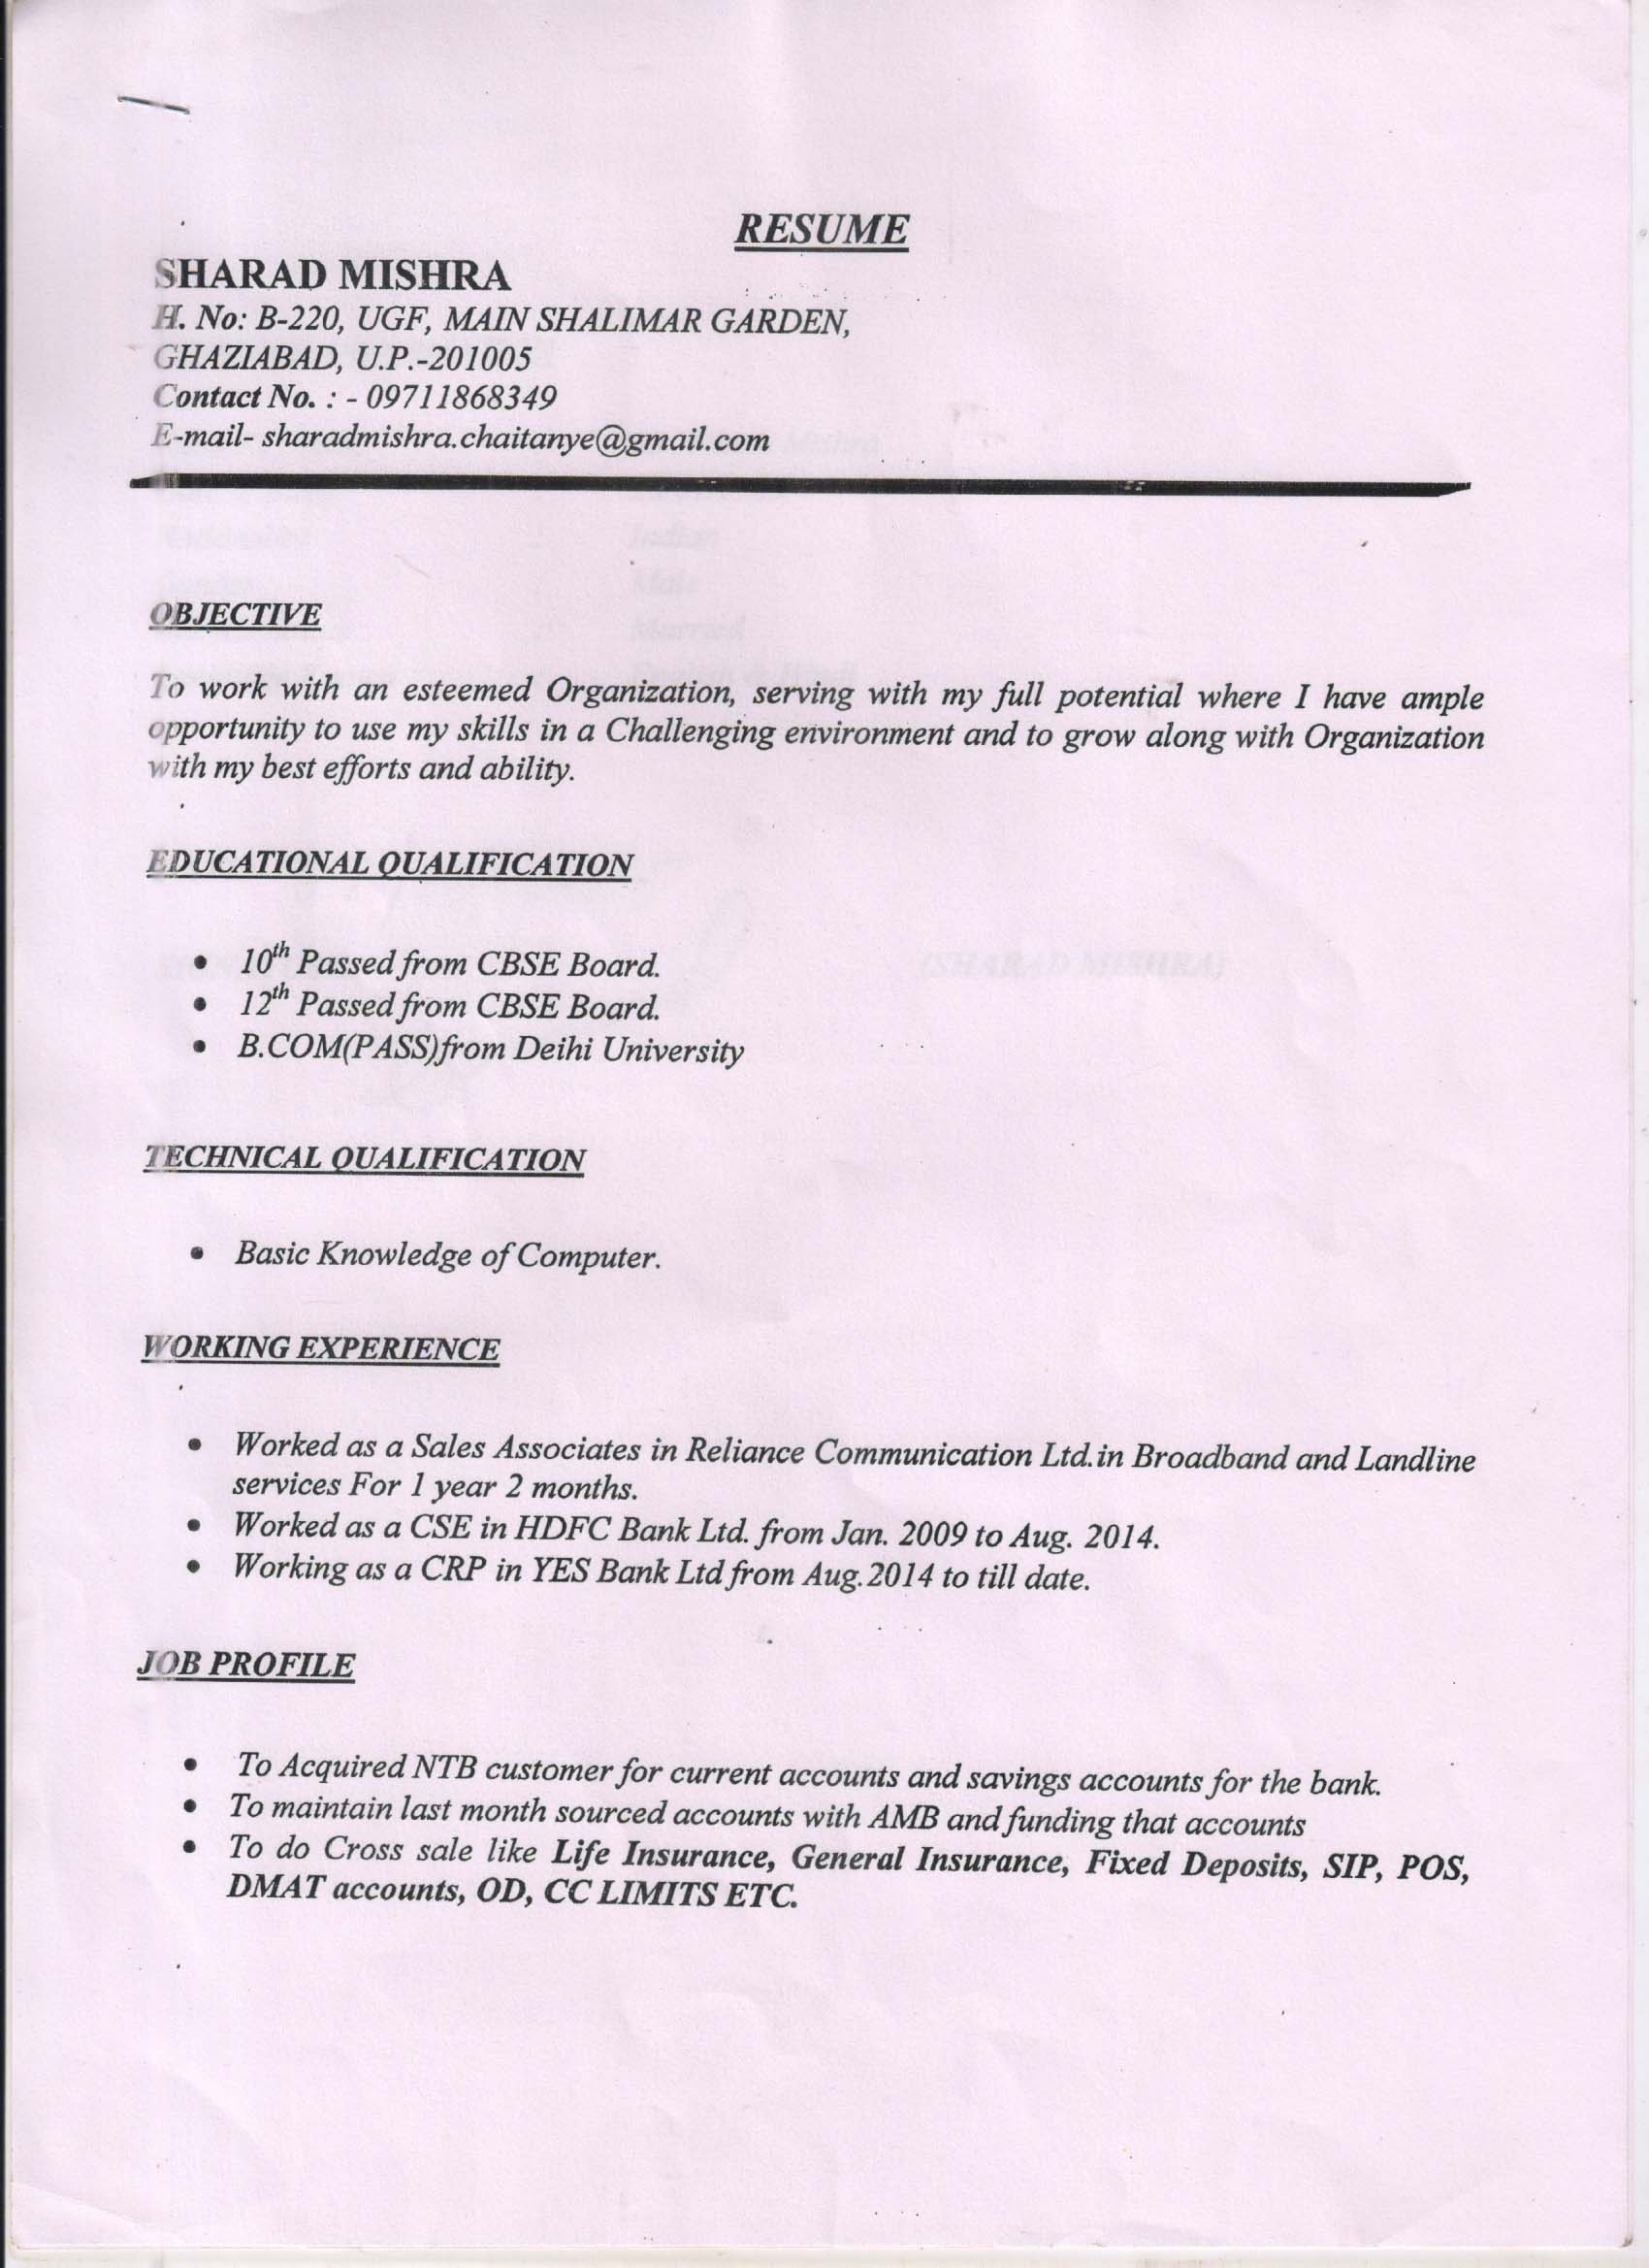 RESUME
SHARAD MISHRA
H. No: B-220, UGF, MAIN SHALIMAR GARDEN,
GHAZIABAD, U.P.-201005
Contact No. : - 09711868349
E-mail- sharadmishra.chaitanye@gmail.com
OBJECTIVE
To work with an esteemed Organization, serving with my full potential where I have ample
opportunity to use my skills in a Challenging environment and to grow along with Organization
with my best efforts and ability.
EDUCATIONAL QUALIFICATION
• 10th Passed from CBSE Board.
• 12th Passed from CBSE Board.
• B.COM(PASS)from Deihi University
TECHNICAL QUALIFICATION
• Basic Knowledge of Computer.
WORKING EXPERIENCE
• Worked as a Sales Associates in Reliance Communication Ltd.in Broadband and Landline
services For 1 year 2 months.
• Worked as a CSE in HDFC Bank Ltd. from Jan. 2009 to Aug. 2014.
• Working as a CRP in YES Bank Ltd from Aug.2014 to till date.
JOB PROFILE
• To Acquired NTB customer for current accounts and savings accounts for the bank.
• To maintain last month sourced accounts with AMB and funding that accounts
• To do Cross sale like Life Insurance, General Insurance, Fixed Deposits, SIP, POS,
DMAT accounts, OD, CC LIMITS ETC.